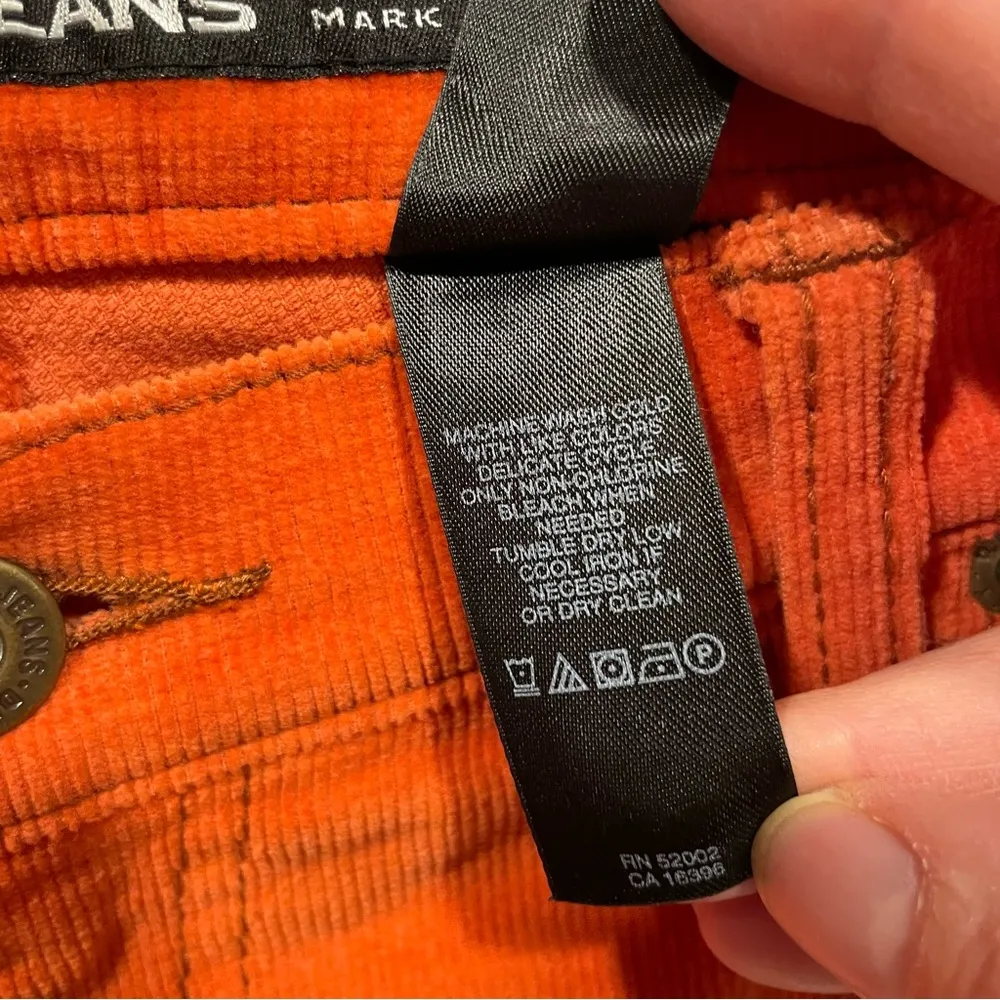 EANS
MARK
MACHINE WASH COLD
WITH LIKE COLORS
DELICATE CYCLE
ONLY NON-CHLORINE
BLEACH WHEN
NEEDED
TUMBLE DRY LOW
COOL IRON IF
NECESSARY
OR DRY CLEAN
P
JEANS
RN 52002
CA 16396